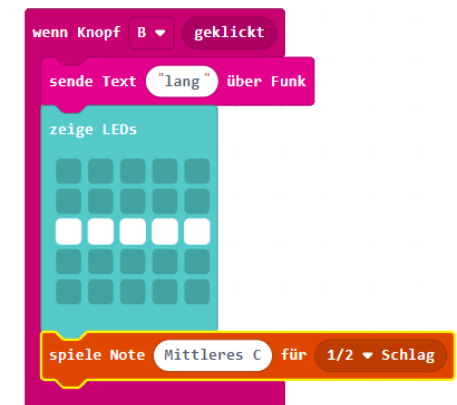 wenn Knopf B geklickt
sende Text "lang" über Funk
zeige LEDs
spiele Note Mittleres C für 1/2 Schlag